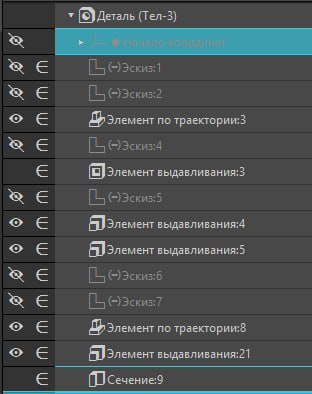 Деталь (Тел-3)
Начало координат
(-)Эскиз:1
(-)Эскиз:2
Элемент по траектории:3
(-)Эскиз:4
Элемент выдавливания:3
(-)Эскиз:5
Элемент выдавливания:4
Элемент выдавливания:5
(-)Эскиз:6
(-)Эскиз:7
Элемент по траектории:8
Элемент выдавливания:21
Сечение:9